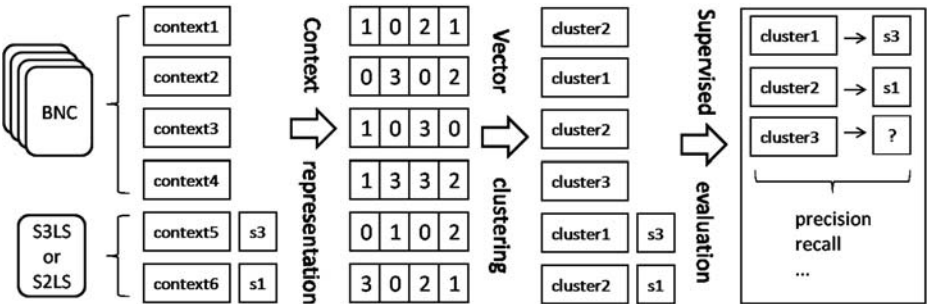 BNC
context1
context2
context3
context4
S3LS
or
S2LS
context5 s3
context6 s1
Context representation
1 0 2 1
0 3 0 2
1 0 3 0
1 3 3 2
0 1 0 2
3 0 2 1
Vector clustering
cluster2
cluster1
cluster2
cluster3
cluster1 s3
cluster2 s1
Supervised evaluation
cluster1 → s3
cluster2 → s1
cluster3 → ?
precision
recall
...